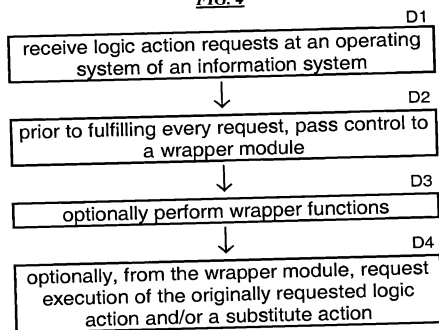 FIG. 4
D1
receive logic action requests at an operating
system of an information system
D2
prior to fulfilling every request, pass control to
a wrapper module
D3
optionally perform wrapper functions
D4
optionally, from the wrapper module, request
execution of the originally requested logic
action and/or a substitute action